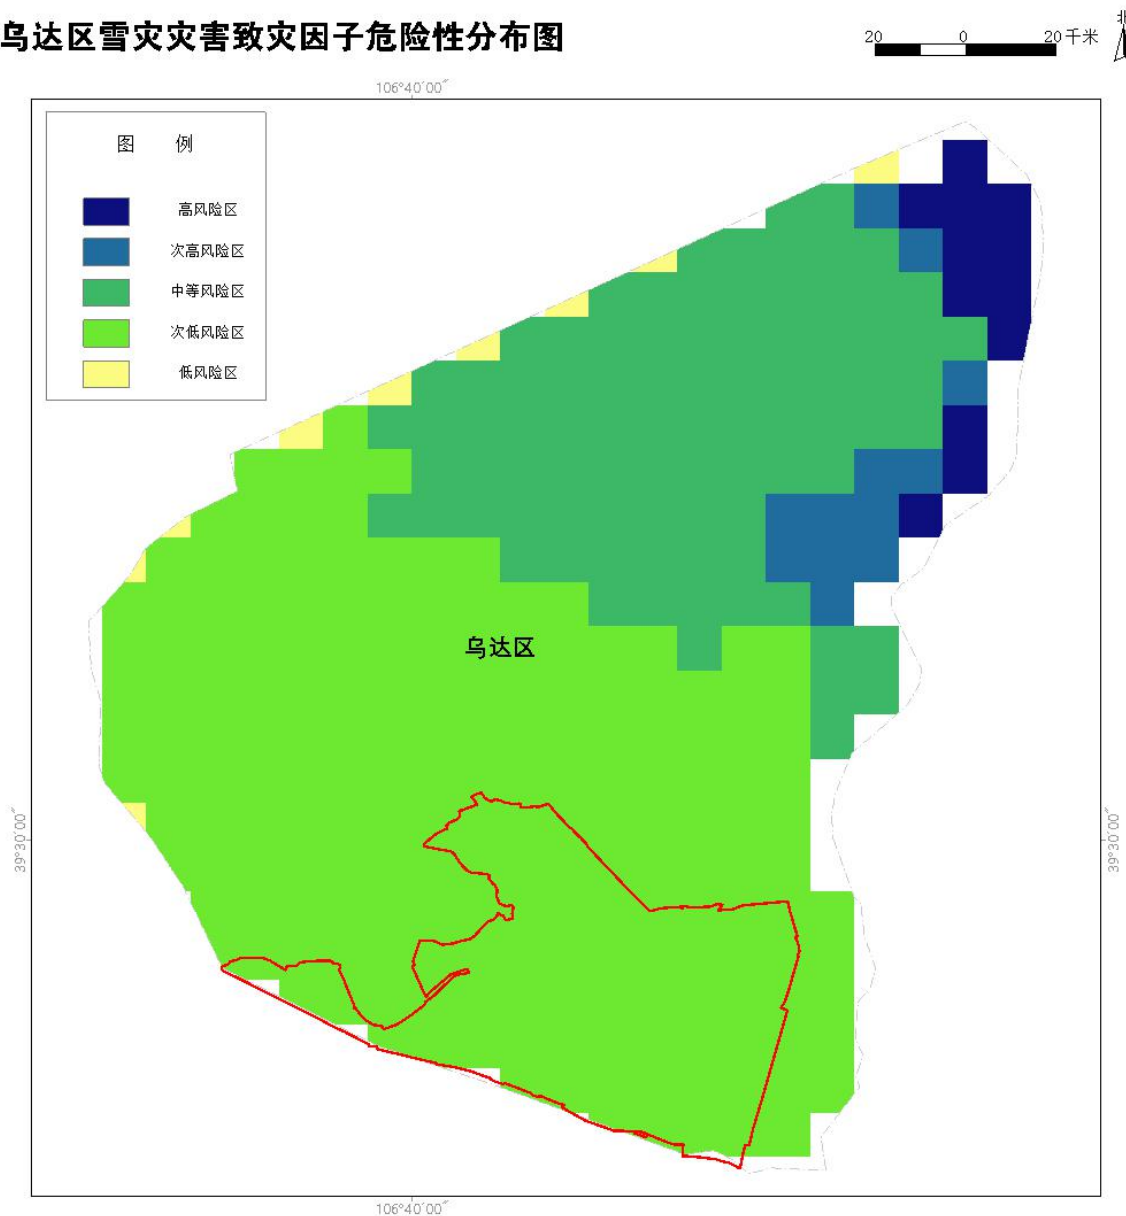 乌达区雪灾灾害致灾因子危险性分布图
20 0 20千米
北
106°40′00″
图 例
高风险区
次高风险区
中等风险区
次低风险区
低风险区
乌达区
39°30′00″
39°30′00″
106°40′00″